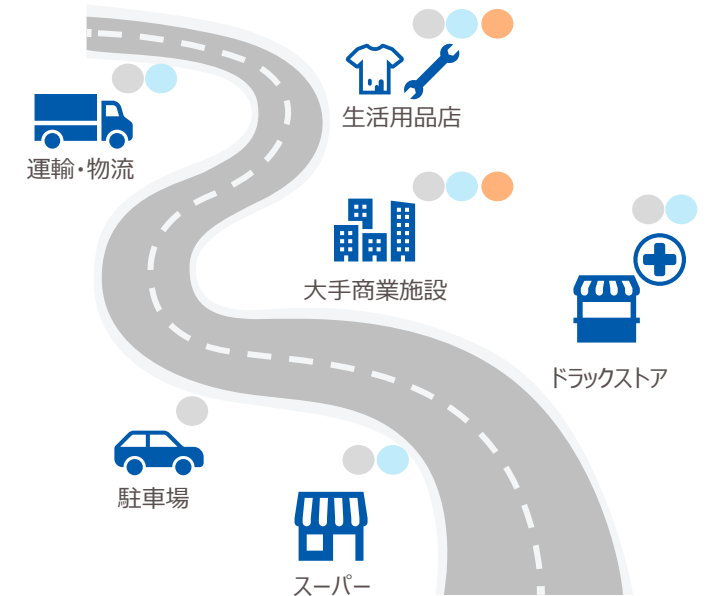 生活用品店
運輸・物流
大手商業施設
ドラックストア
駐車場
スーパー